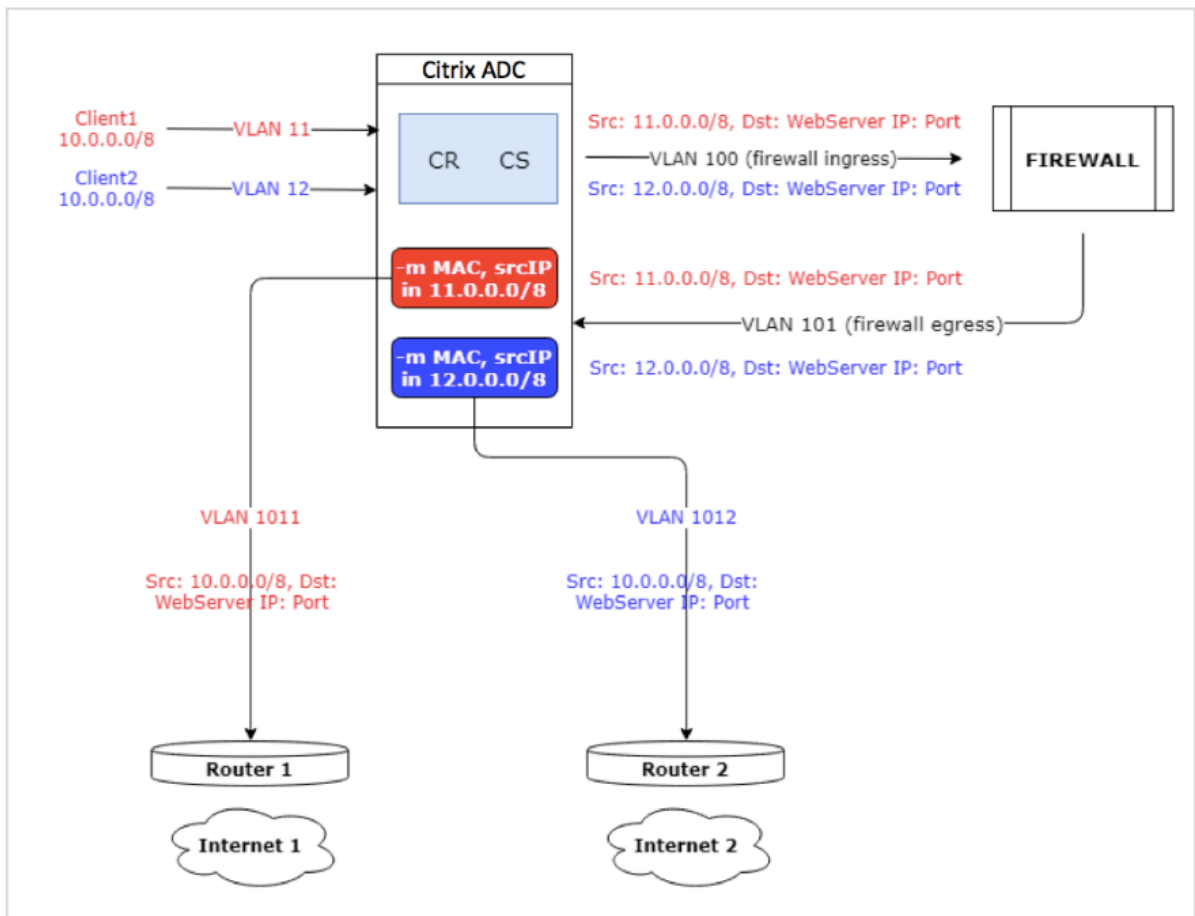 Citrix ADC
Client1
10.0.0.0/8
VLAN 11
Client2
10.0.0.0/8
VLAN 12
CR CS
Src: 11.0.0.0/8, Dst: WebServer IP: Port
VLAN 100 (firewall ingress)
Src: 12.0.0.0/8, Dst: WebServer IP: Port
FIREWALL
-m MAC, srcIP
in 11.0.0.0/8
Src: 11.0.0.0/8, Dst: WebServer IP: Port
VLAN 101 (firewall egress)
-m MAC, srcIP
in 12.0.0.0/8
Src: 12.0.0.0/8, Dst: WebServer IP: Port
VLAN 1011
Src: 10.0.0.0/8, Dst:
WebServer IP: Port
VLAN 1012
Src: 10.0.0.0/8, Dst:
WebServer IP: Port
Router 1
Internet 1
Router 2
Internet 2